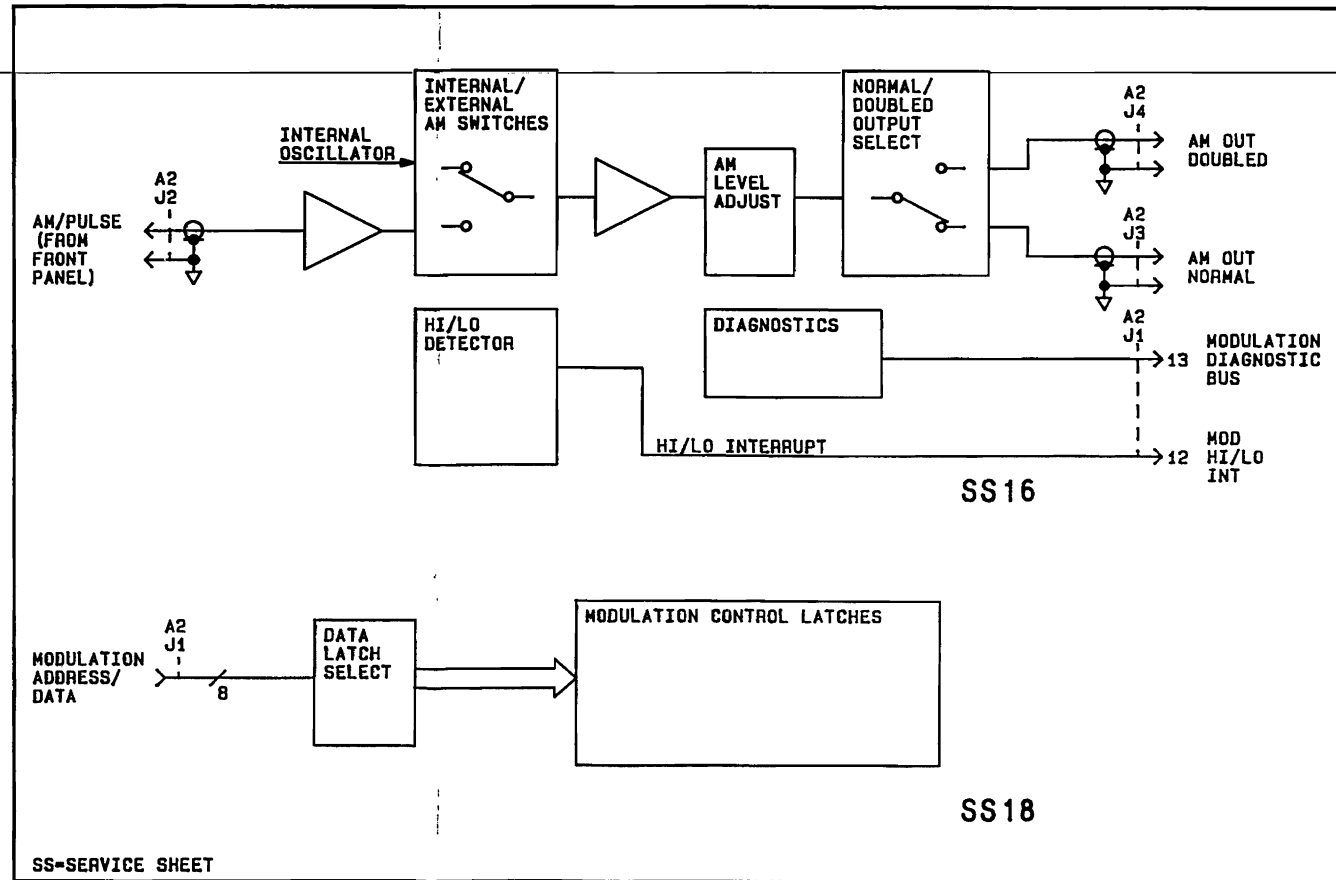 INTERNAL/
EXTERNAL
AM SWITCHES
NORMAL/
DOUBLED
OUTPUT
SELECT
A2
J4
AM OUT
DOUBLED
INTERNAL
OSCILLATOR
AM
LEVEL
ADJUST
A2
J2
AM/PULSE
(FROM
FRONT
PANEL)
A2
J3
AM OUT
NORMAL
HI/LO
DETECTOR
DIAGNOSTICS
A2
J1
13
MODULATION
DIAGNOSTIC
BUS
HI/LO INTERRUPT
12
MOD
HI/LO
INT
SS16
A2
J1
MODULATION
ADDRESS/
DATA
8
DATA
LATCH
SELECT
MODULATION CONTROL LATCHES
SS18
SS=SERVICE SHEET